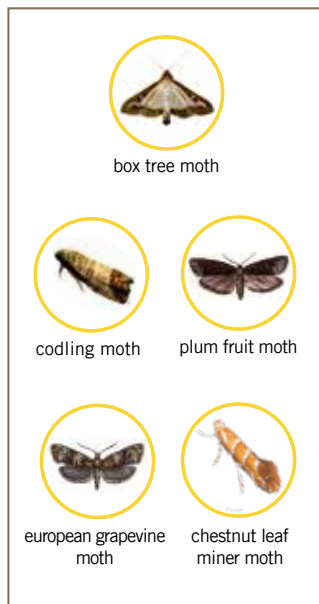 box tree moth
codling moth
plum fruit moth
european grapevine
moth
chestnut leaf
miner moth